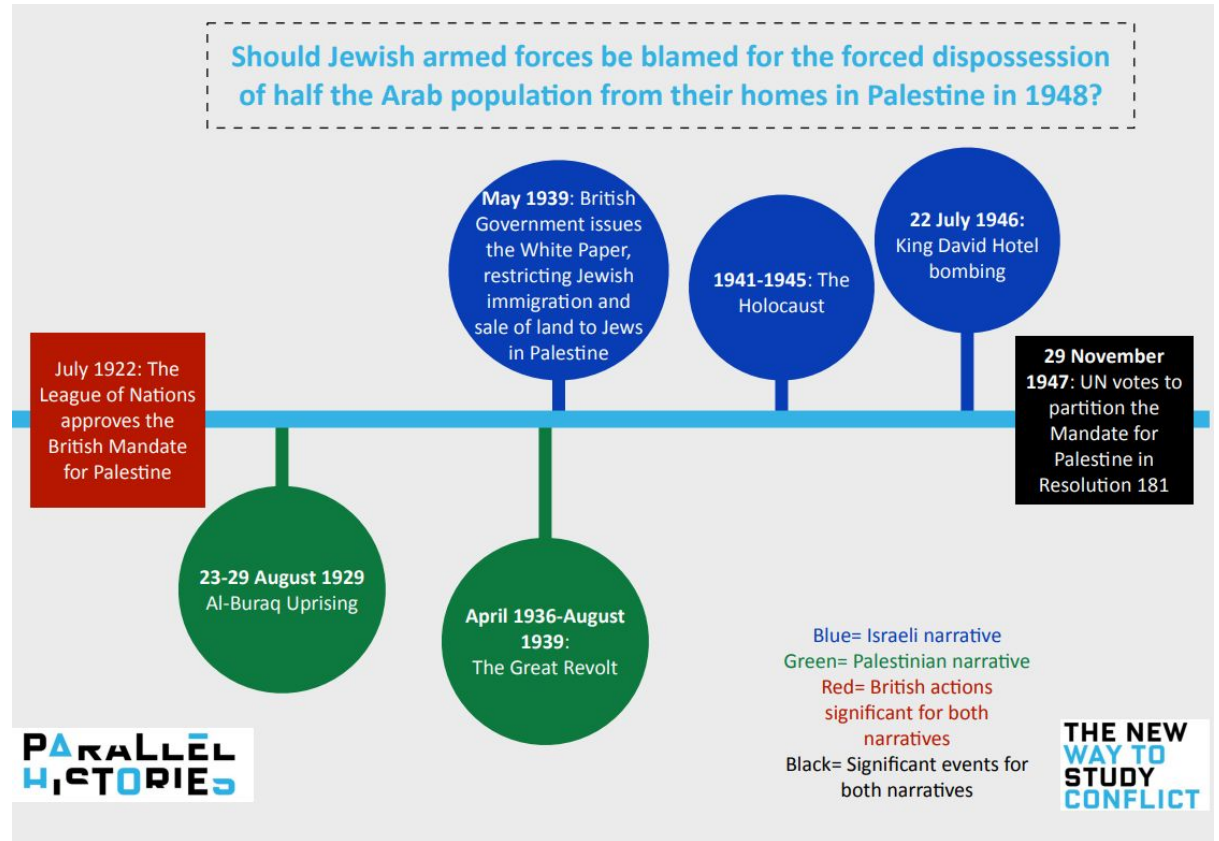 Should Jewish armed forces be blamed for the forced dispossession
of half the Arab population from their homes in Palestine in 1948?
July 1922: The
League of Nations
approves the
British Mandate
for Palestine
23-29 August 1929
Al-Buraq Uprising
May 1939: British
Government issues
the White Paper,
restricting Jewish
immigration and
sale of land to Jews
in Palestine
April 1936-August
1939:
The Great Revolt
1941-1945: The
Holocaust
22 July 1946:
King David Hotel
bombing
29 November
1947: UN votes to
partition the
Mandate for
Palestine in
Resolution 181
Blue= Israeli narrative
Green= Palestinian narrative
Red= British actions
significant for both
narratives
Black= Significant events for
both narratives
PARALLEL
HISTORIES
THE NEW
WAY TO
STUDY
CONFLICT